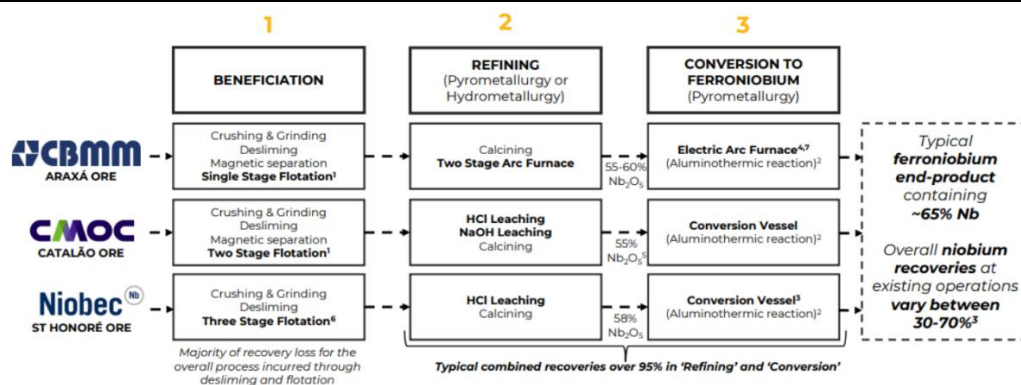 1
2
3
BENEFICIATION
REFINING
(Pyrometallurgy or
Hydrometallurgy)
CONVERSION TO
FERRONIOBIUM
(Pyrometallurgy)
CBMM
ARAXÁ ORE
Crushing & Grinding
Desliming
Magnetic separation
Single Stage Flotation¹
Calcining
Two Stage Arc Furnace
55-60%
Nb₂O₅
Electric Arc Furnace⁴,⁷
(Aluminothermic reaction)²
CMOC
CATALÃO ORE
Crushing & Grinding
Desliming
Magnetic separation
Two Stage Flotation¹
HCl Leaching
NaOH Leaching
Calcining
55%
Nb₂O₅⁵
Conversion Vessel
(Aluminothermic reaction)²
Niobec Nb
ST HONORÉ ORE
Crushing & Grinding
Desliming
Three Stage Flotation⁶
HCl Leaching
Calcining
58%
Nb₂O₅
Conversion Vessel³
(Aluminothermic reaction)²
Typical
ferroniobium
end-product
containing
~65% Nb
Overall niobium
recoveries at
existing operations
vary between
30-70%³
Majority of recovery loss for the
overall process incurred through
desliming and flotation
Typical combined recoveries over 95% in ‘Refining’ and ‘Conversion’